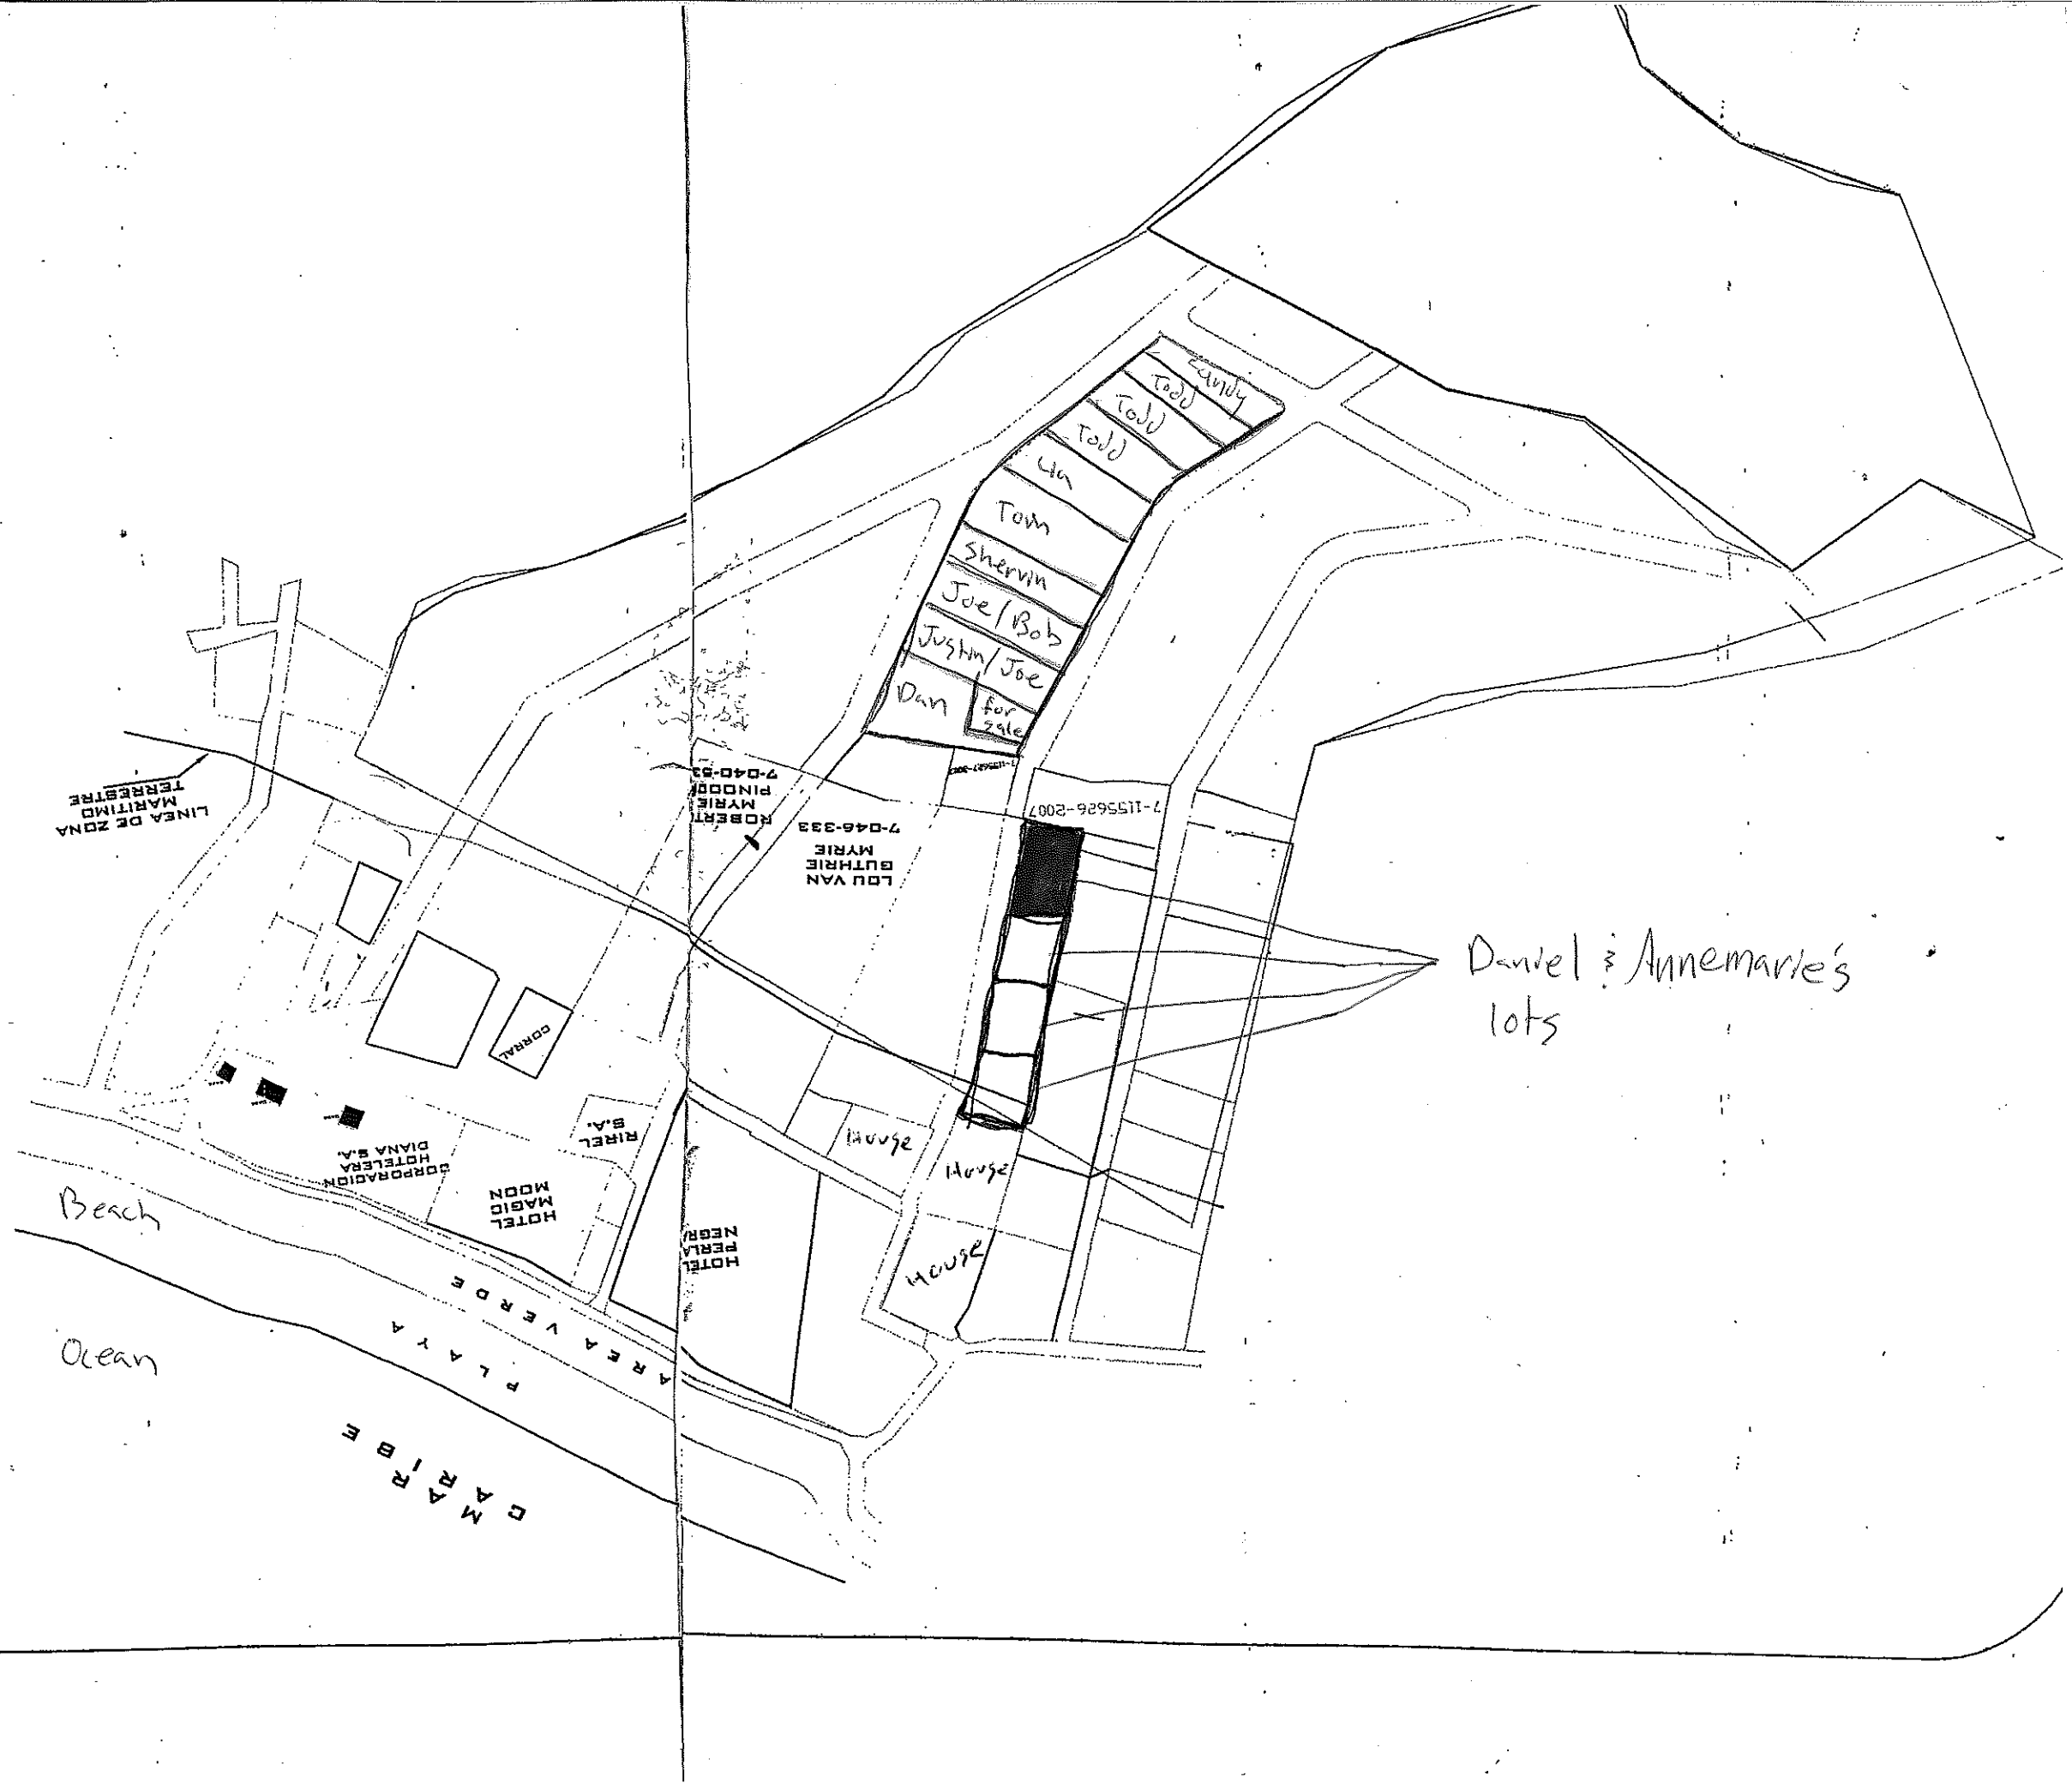 Sandy
Todd
Todd
Todd
Tom
Shervin
Joe/Bob
Justin/Joe
Dan
for
sale
LINEA DE ZONA
MARITIMO
TERRESTRE
ROBERT
MYRIE
PINOCK
7-040-53
LOU VAN
GUTHRIE
MYRIE
7-046-333
7-1155626-2007
Daniel & Annemarie's
lots
CORRAL
RIREL
S.A.
CORPORACION
HOTELERA
DIANA S.A.
HOTEL
MAGIC
MOON
HOTEL
PERLA
NEGRA
House
House
House
Beach
Ocean
AREA VERDE
PLAYA
MAR
CARIBE